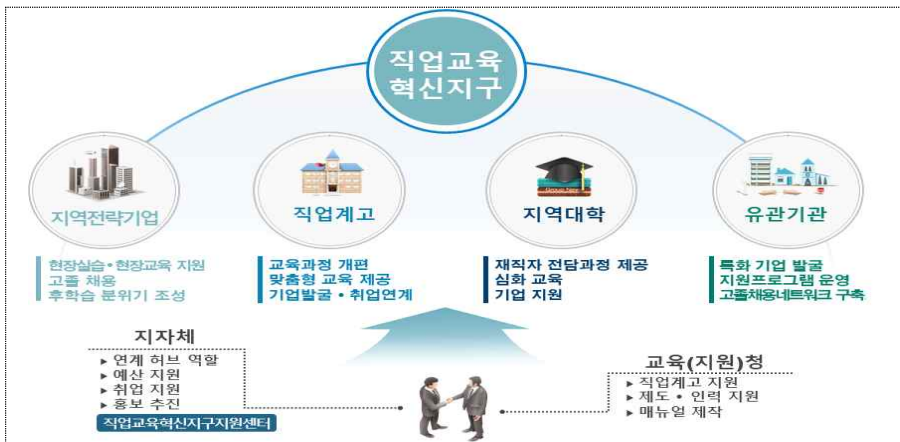 직업교육
혁신지구
지역전략기업
직업계고
지역대학
유관기관
현장실습•현장교육 지원
고졸 채용
후학습 분위기 조성
교육과정 개편
맞춤형 교육 제공
기업발굴 • 취업연계
재직자 전담과정 제공
심화 교육
기업 지원
특화 기업 발굴
지원프로그램 운영
고졸채용네트워크 구축
지자체
▸ 연계 허브 역할
▸ 예산 지원
▸ 취업 지원
▸ 홍보 추진
직업교육혁신지구지원센터
교육(지원)청
▸ 직업계고 지원
▸ 제도 • 인력 지원
▸ 매뉴얼 제작